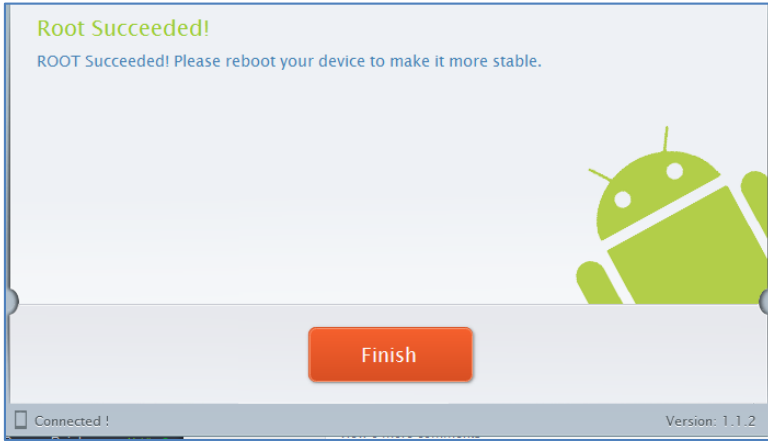 Root Succeeded!
ROOT Succeeded! Please reboot your device to make it more stable.
Finish
Connected !
Version: 1.1.2